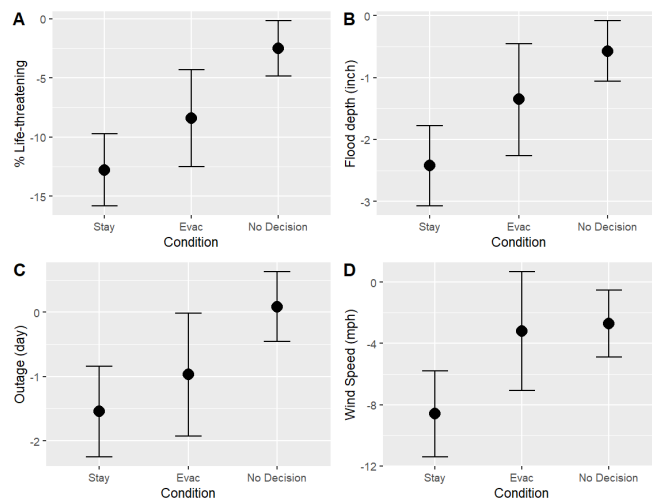 A
% Life-threatening
0
-5
-10
-15
Stay
Evac
No Decision
Condition
B
Flood depth (inch)
0
-1
-2
-3
Stay
Evac
No Decision
Condition
C
Outage (day)
0
-1
-2
Stay
Evac
No Decision
Condition
D
Wind Speed (mph)
0
-4
-8
-12
Stay
Evac
No Decision
Condition